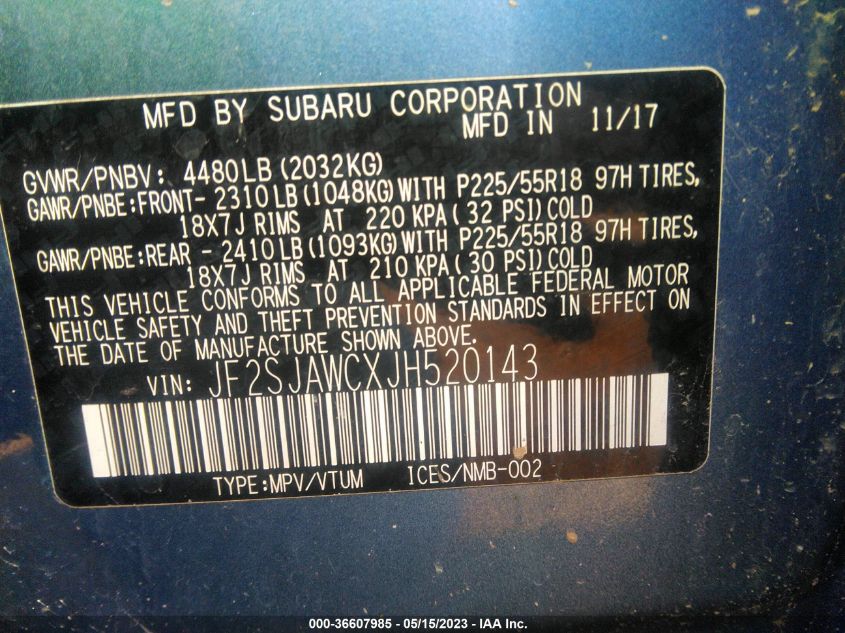 MFD BY SUBARU CORPORATION
MFD IN 11/17
GVWR/PNBV: 4480LB(2032KG)
GAWR/PNBE:FRONT- 2310LB(1048KG)WITH P225/55R18 97H TIRES,
18X7J RIMS AT 220 KPA(32 PSI)COLD
GAWR/PNBE:REAR - 2410LB(1093KG)WITH P225/55R18 97H TIRES,
18X7J RIMS AT 210 KPA(30 PSI)COLD
THIS VEHICLE CONFORMS TO ALL APPLICABLE FEDERAL MOTOR
VEHICLE SAFETY AND THEFT PREVENTION STANDARDS IN EFFECT ON
THE DATE OF MANUFACTURE SHOWN ABOVE.
VIN: JF2SJAWCXJH520143
TYPE:MPV/VTUM ICES/NMB-002
000-36607985 - 05/15/2023 - IAA Inc.